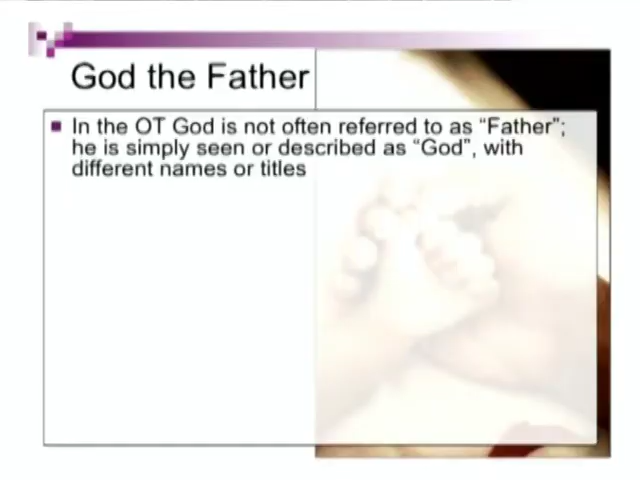 God the Father
In the OT God is not often referred to as “Father”;
he is simply seen or described as “God”, with
different names or titles